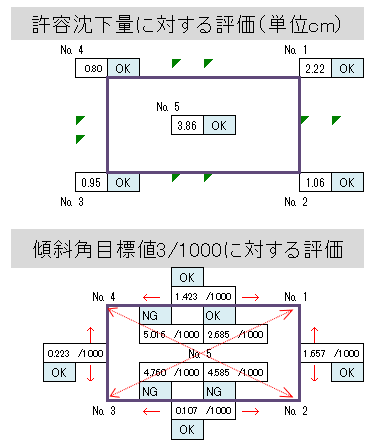 許容沈下量に対する評価(単位cm)
No. 4
No. 1
0.80 OK
2.22 OK
No. 5
3.86 OK
0.95 OK
1.06 OK
No. 3
No. 2
傾斜角目標値3/1000に対する評価
OK
No. 4
1.423 /1000
No. 1
NG
OK
5.016 /1000
2.685 /1000
0.223 /1000
No. 5
1.657 /1000
OK
4.760 /1000
4.585 /1000
OK
NG
NG
No. 3
0.107 /1000
No. 2
OK